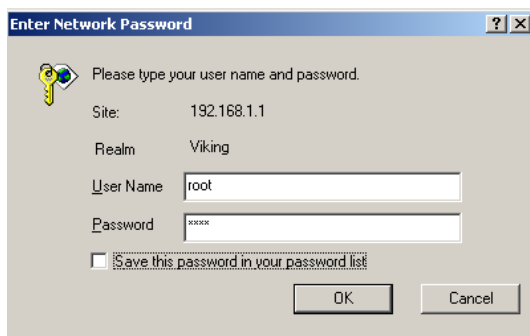 Enter Network Password
Please type your user name and password.
Site: 192.168.1.1
Realm Viking
User Name root
Password ****
Save this password in your password list
OK Cancel